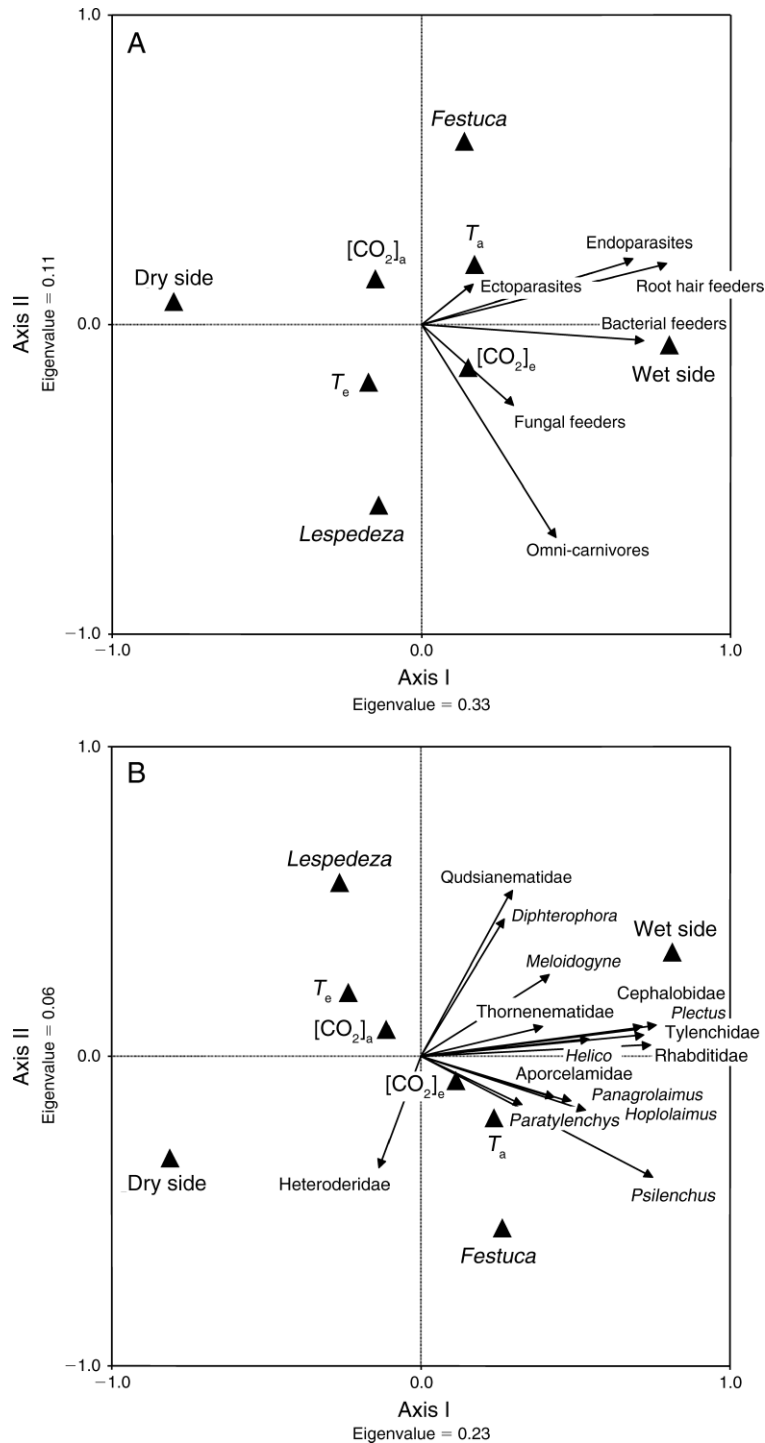 1.0
A
Festuca
[CO2]a
Ta
Endoparasites
Dry side
Ectoparasites
Root hair feeders
Axis II
Eigenvalue = 0.11
0.0
Bacterial feeders
[CO2]e
Wet side
Te
Fungal feeders
Lespedeza
Omni-carnivores
−1.0
−1.0
0.0
1.0
Axis I
Eigenvalue = 0.33
1.0
B
Lespedeza
Qudsianematidae
Diphterophora
Wet side
Meloidogyne
Te
Cephalobidae
Plectus
[CO2]a
Thornenematidae
Tylenchidae
Axis II
Eigenvalue = 0.06
0.0
Helico
Rhabditidae
Aporcelamidae
[CO2]e
Panagrolaimus
Hoplolaimus
Paratylenchys
Ta
Dry side
Heteroderidae
Psilenchus
Festuca
−1.0
−1.0
0.0
1.0
Axis I
Eigenvalue = 0.23